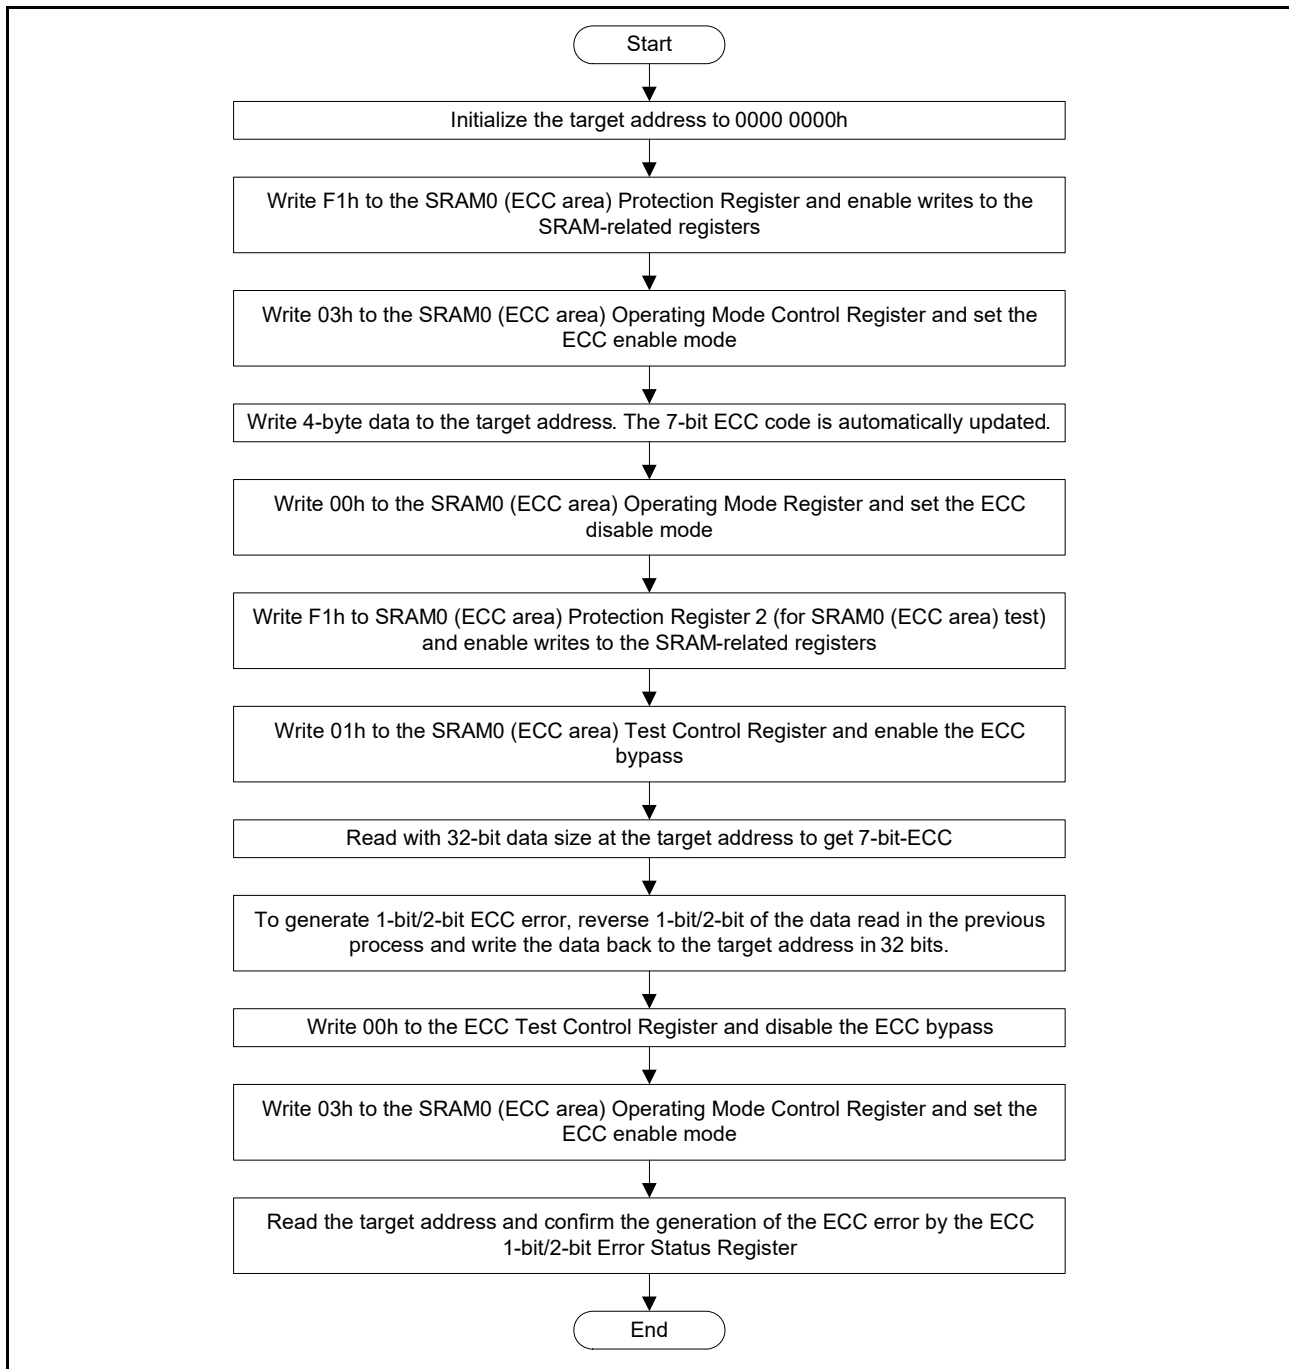 Start
Initialize the target address to 0000 0000h
Write F1h to the SRAM0 (ECC area) Protection Register and enable writes to the
SRAM-related registers
Write 03h to the SRAM0 (ECC area) Operating Mode Control Register and set the
ECC enable mode
Write 4-byte data to the target address. The 7-bit ECC code is automatically updated.
Write 00h to the SRAM0 (ECC area) Operating Mode Register and set the ECC
disable mode
Write F1h to SRAM0 (ECC area) Protection Register 2 (for SRAM0 (ECC area) test)
and enable writes to the SRAM-related registers
Write 01h to the SRAM0 (ECC area) Test Control Register and enable the ECC
bypass
Read with 32-bit data size at the target address to get 7-bit-ECC
To generate 1-bit/2-bit ECC error, reverse 1-bit/2-bit of the data read in the previous
process and write the data back to the target address in 32 bits.
Write 00h to the ECC Test Control Register and disable the ECC bypass
Write 03h to the SRAM0 (ECC area) Operating Mode Control Register and set the
ECC enable mode
Read the target address and confirm the generation of the ECC error by the ECC
1-bit/2-bit Error Status Register
End